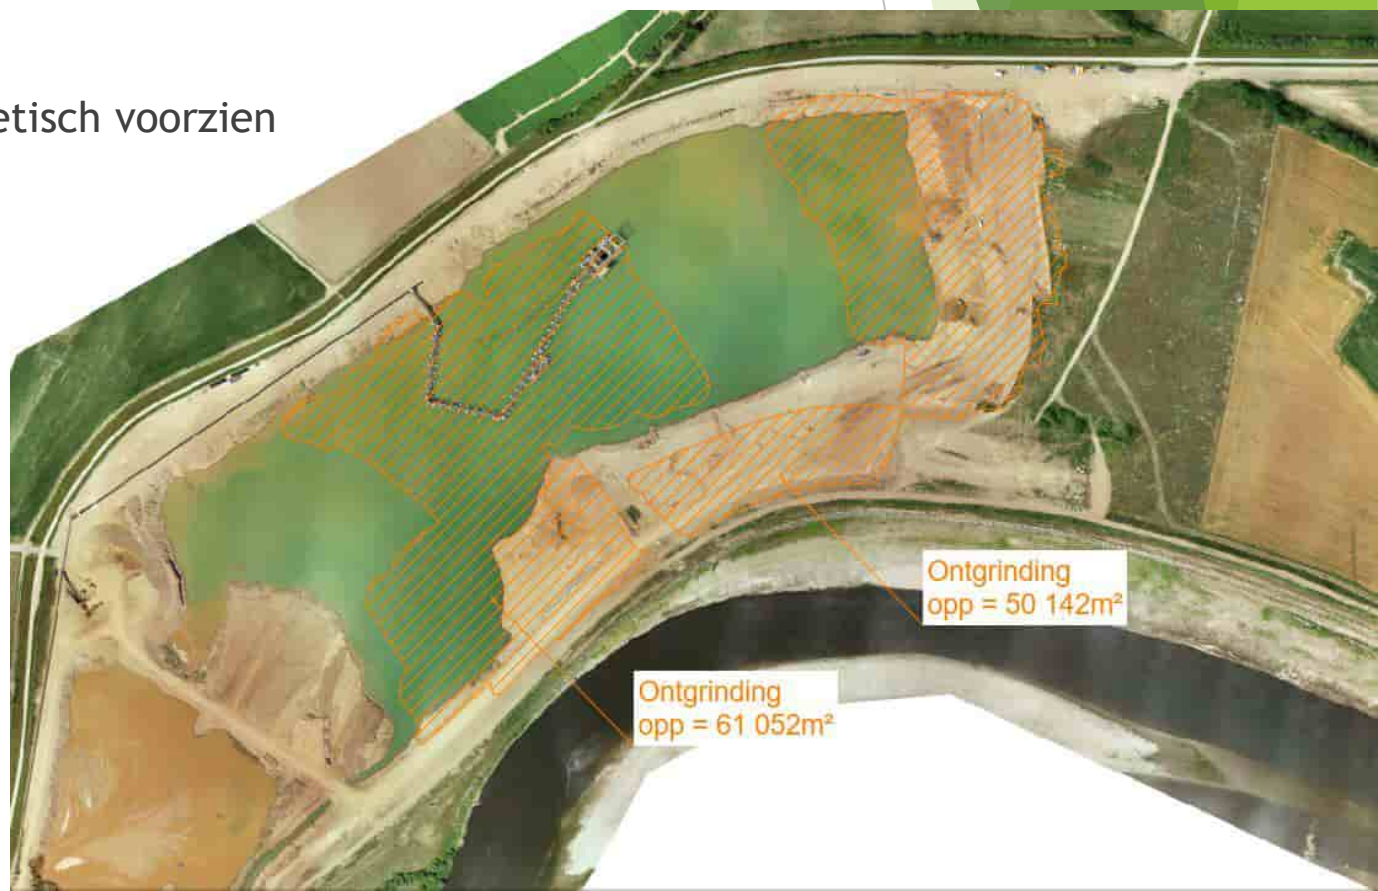 etisch voorzien
Ontgrinding
opp = 50 142m²
Ontgrinding
opp = 61 052m²